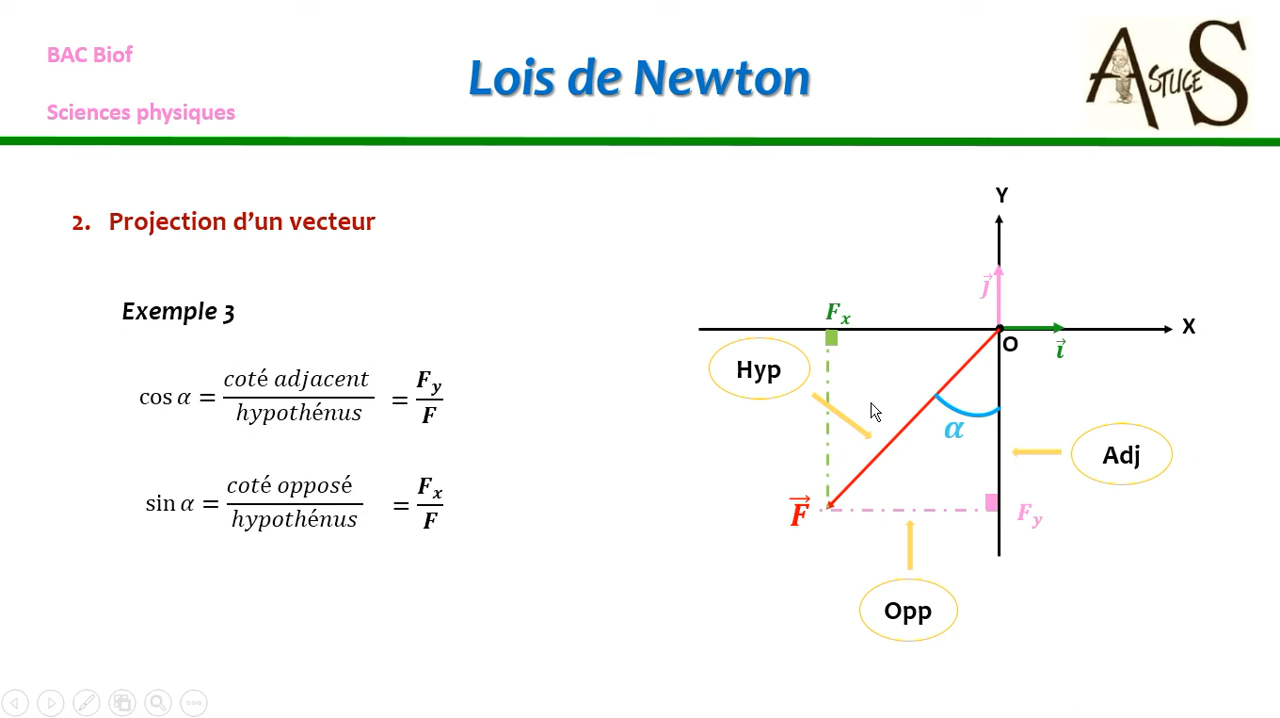 BAC Biof
Sciences physiques
Lois de Newton
ASTUCES
2. Projection d’un vecteur
Exemple 3
cos α = coté adjacent / hypothénus = F_y / F
sin α = coté opposé / hypothénus = F_x / F
Y
j⃗
F_x
X
O
i⃗
Hyp
α
Adj
F⃗
F_y
Opp